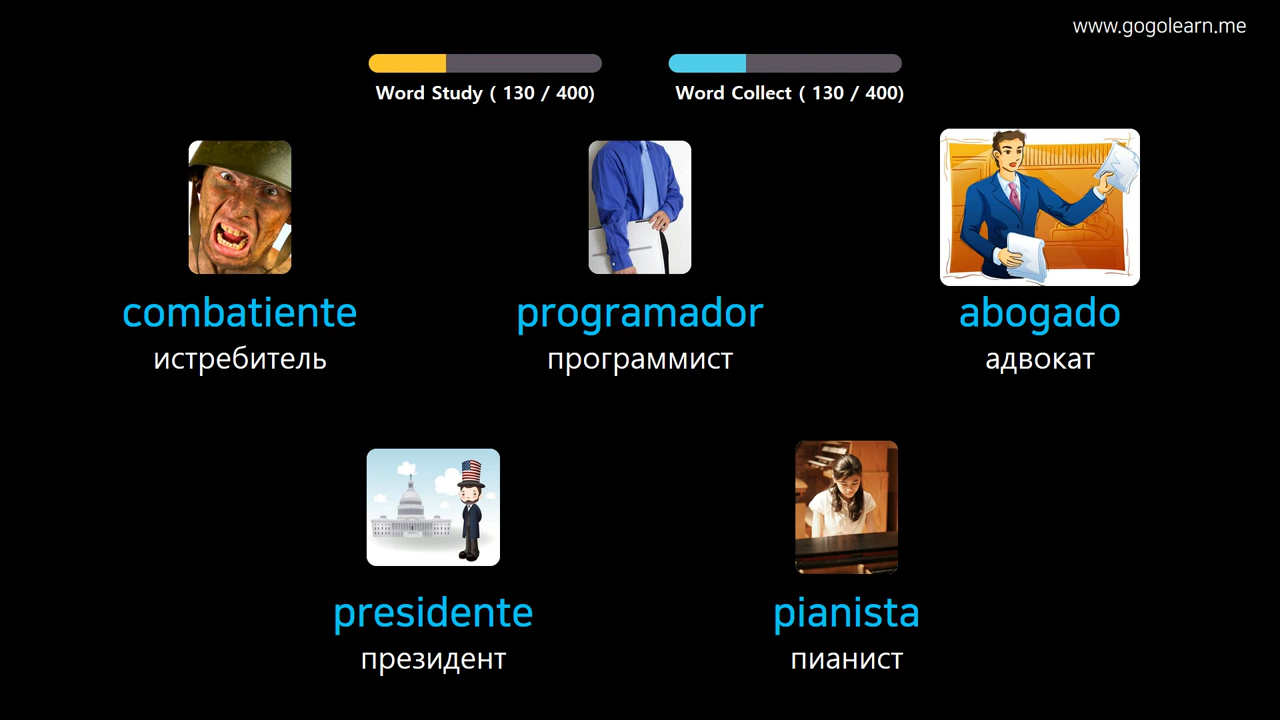 www.gogolearn.me
Word Study ( 130 / 400)
Word Collect ( 130 / 400)
combatiente
истребитель
programador
программист
abogado
адвокат
presidente
президент
pianista
пианист